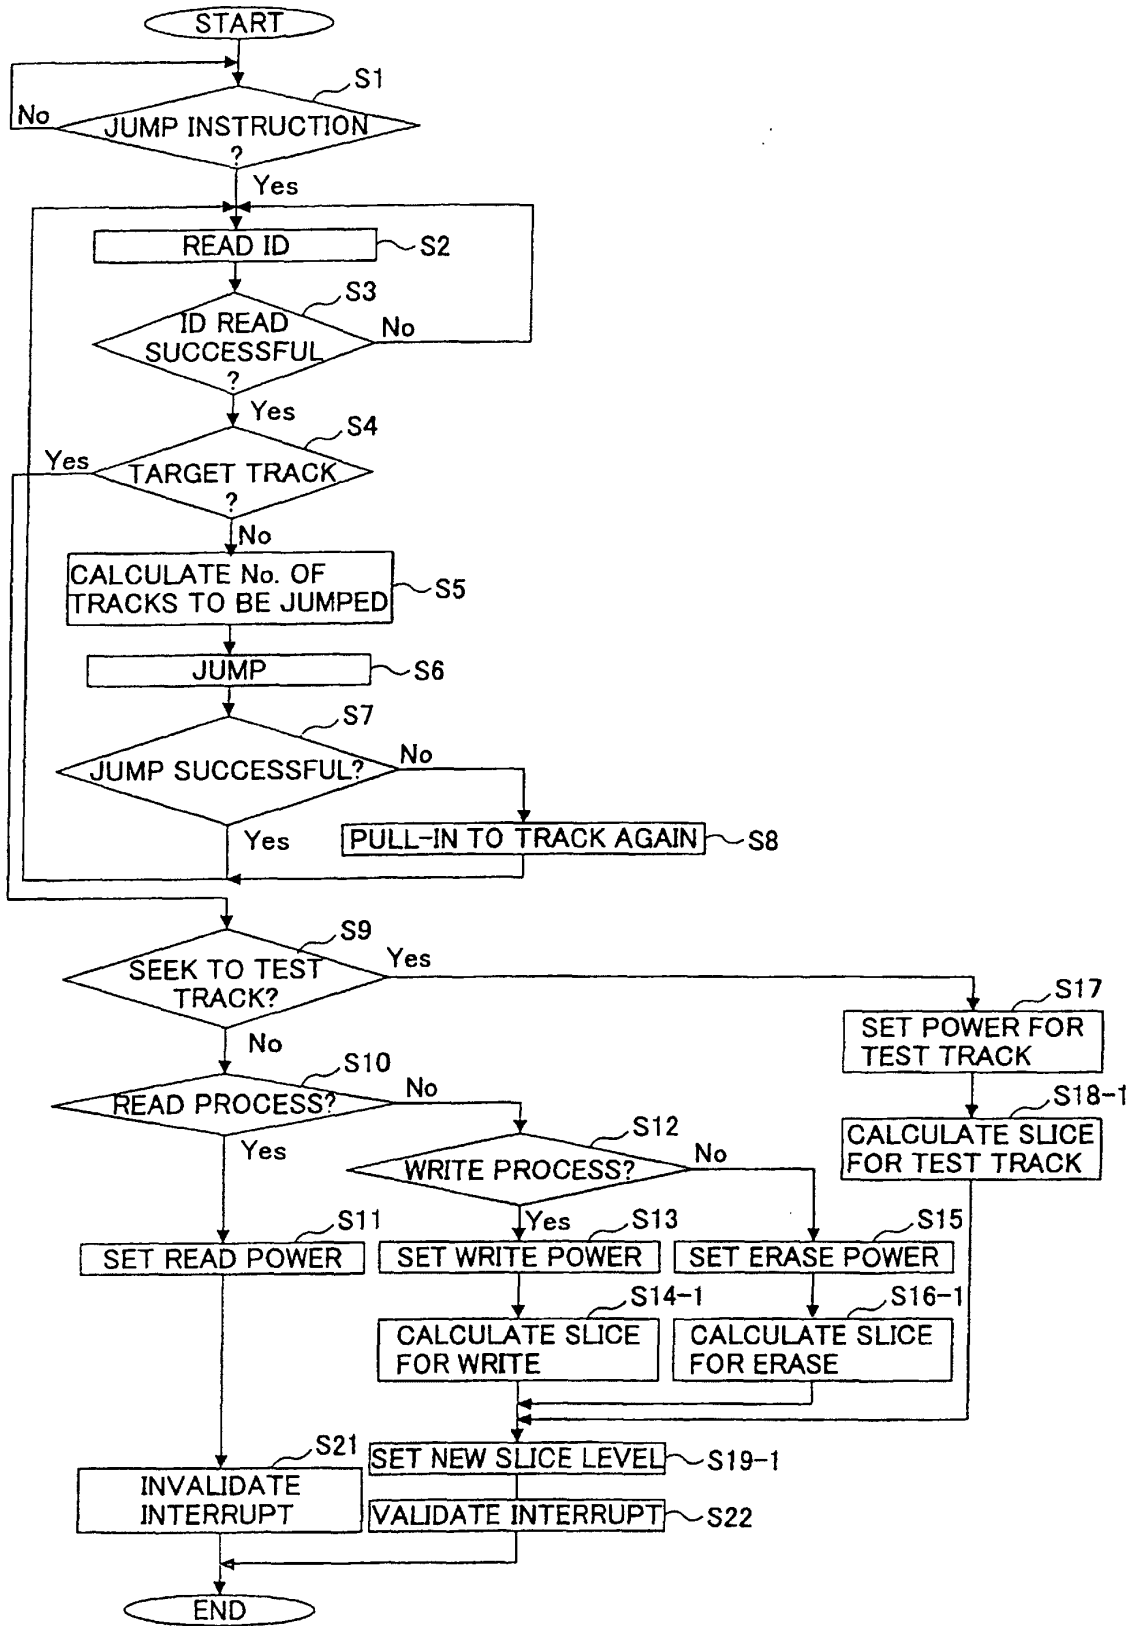 START
S1
No
JUMP INSTRUCTION
?
Yes
READ ID
S2
S3
ID READ
SUCCESSFUL
?
No
Yes
S4
Yes
TARGET TRACK
?
No
CALCULATE No. OF
TRACKS TO BE JUMPED
S5
JUMP
S6
S7
JUMP SUCCESSFUL?
No
Yes
PULL-IN TO TRACK AGAIN
S8
S9
SEEK TO TEST
TRACK?
Yes
No
S17
SET POWER FOR
TEST TRACK
S10
READ PROCESS?
No
Yes
S18-1
CALCULATE SLICE
FOR TEST TRACK
S12
WRITE PROCESS?
No
Yes
S11
SET READ POWER
S13
SET WRITE POWER
S15
SET ERASE POWER
S14-1
CALCULATE SLICE
FOR WRITE
S16-1
CALCULATE SLICE
FOR ERASE
S21
INVALIDATE
INTERRUPT
SET NEW SLICE LEVEL
S19-1
VALIDATE INTERRUPT
S22
END